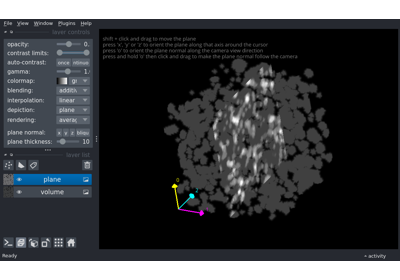 File View Window Plugins Help
layer controls
opacity: 0.
contrast limits:
auto-contrast: once
gamma: 1.
colormap: gr
blending: additiv
interpolation: linear
depiction: plane
rendering: averag
plane normal: x y z
plane thickness: 10
layer list
plane
volume
shift + click and drag to move the plane
press 'x', 'y' or 'z' to orient the plane along that axis around the cursor
press 'o' to orient the plane normal along the camera view direction
press and hold 'o' then click and drag to make the plane normal follow the camera
0
Ready
activity